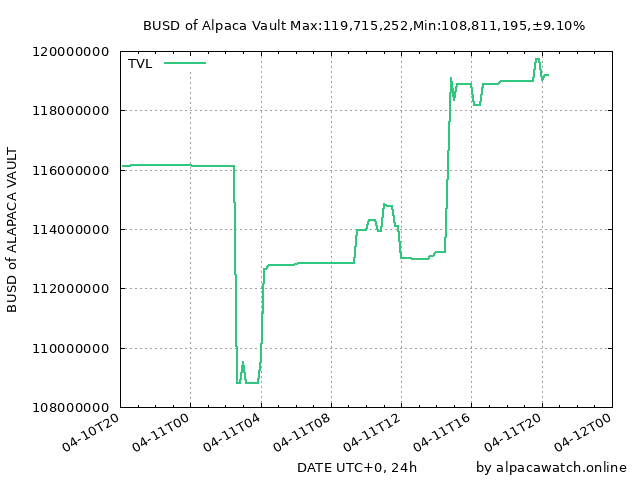 BUSD of Alpaca Vault Max:119,715,252,Min:108,811,195,±9.10%
TVL
120000000
118000000
116000000
114000000
112000000
110000000
108000000
BUSD of ALAPACA VAULT
04-10T20
04-11T00
04-11T04
04-11T08
04-11T12
04-11T16
04-11T20
04-12T00
DATE UTC+0, 24h
by alpacawatch.online